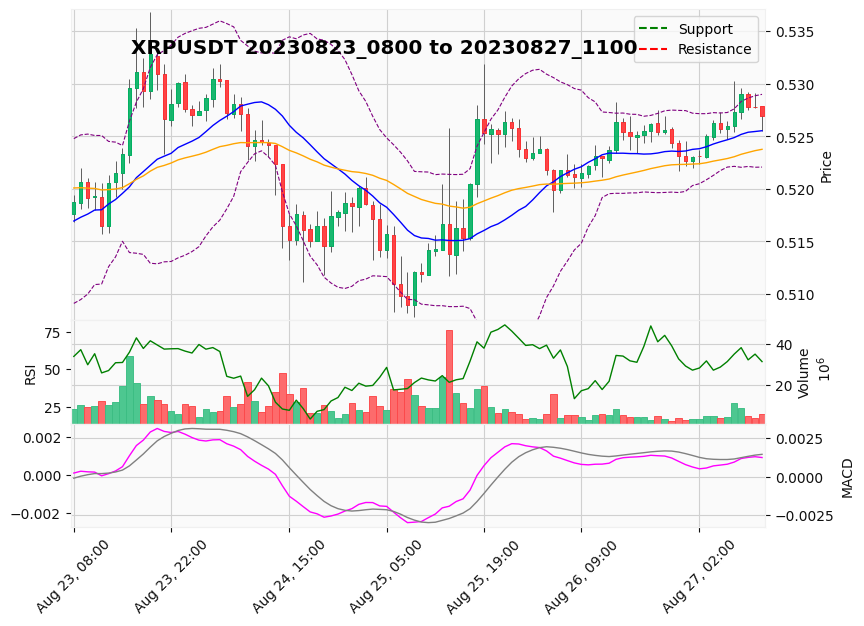 XRPUSDT 20230823_0800 to 20230827_1100
Support
Resistance
0.535
0.530
0.525
0.520
0.515
0.510
Price
75
50
25
RSI
40
20
Volume
10^6
0.002
0.000
−0.002
0.0025
0.0000
−0.0025
MACD
Aug 23, 08:00
Aug 23, 22:00
Aug 24, 15:00
Aug 25, 05:00
Aug 25, 19:00
Aug 26, 09:00
Aug 27, 02:00